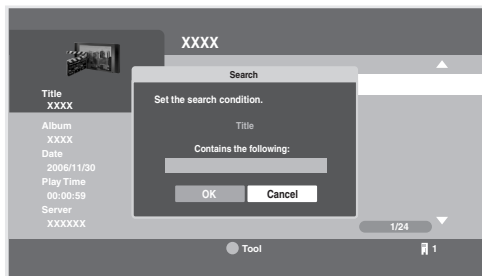 XXXX
Search
Set the search condition.
Title
Contains the following:
OK
Cancel
Title
XXXX
Album
XXXX
Date
2006/11/30
Play Time
00:00:59
Server
XXXXXX
1/24
Tool
1